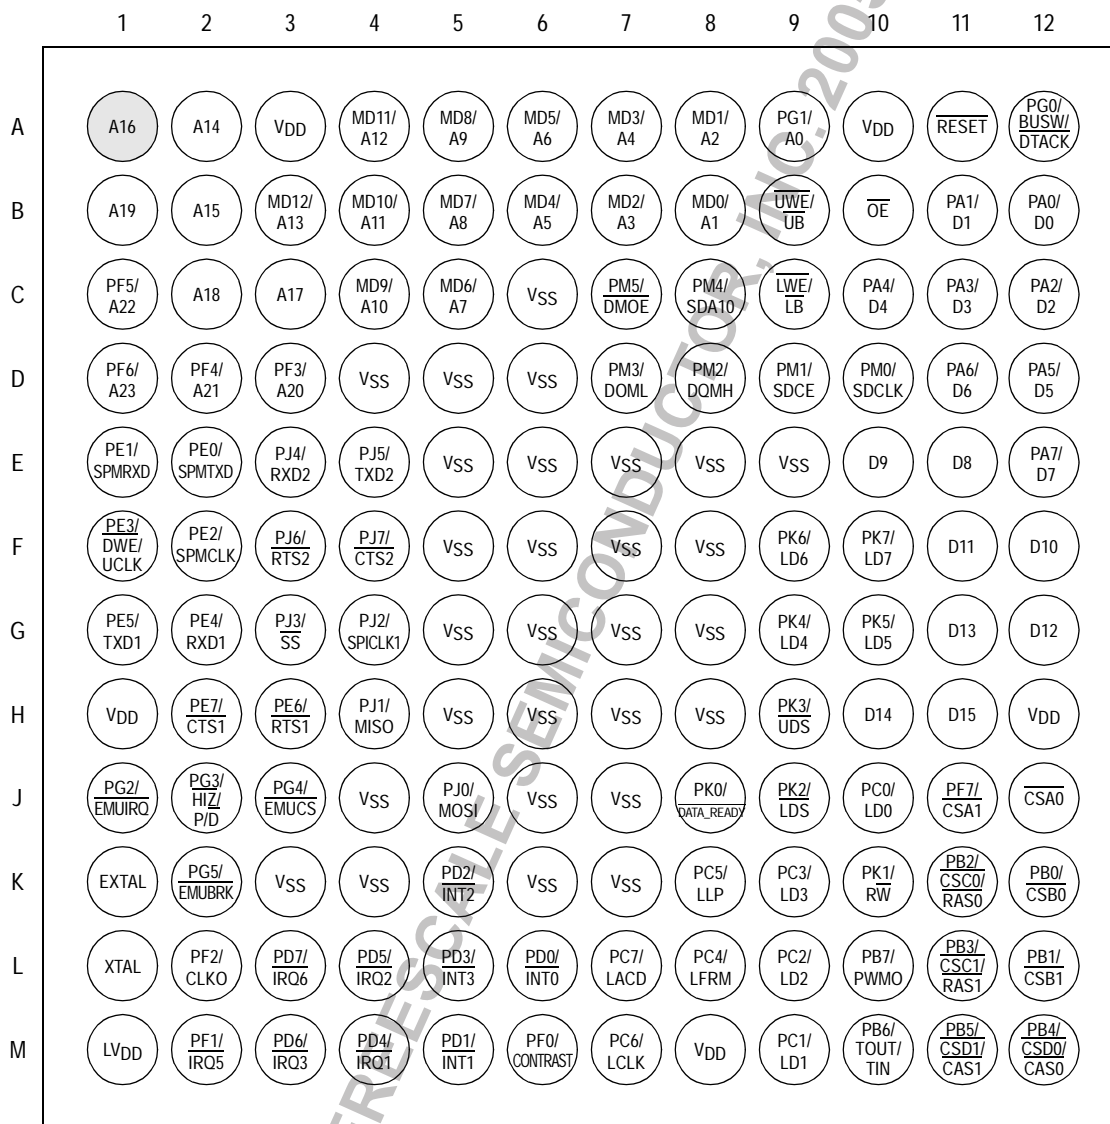 1 2 3 4 5 6 7 8 9 10 11 12
A
A16 A14 VDD MD11/ MD8/ MD5/ MD3/ MD1/ PG1/ VDD RESET PG0/
A12 A9 A6 A4 A2 A0 BUSW/
DTACK
B
A19 A15 MD12/ MD10/ MD7/ MD4/ MD2/ MD0/ UWE/ OE PA1/ PA0/
A13 A11 A8 A5 A3 A1 UB D1 D0
C
PF5/ A18 A17 MD9/ MD6/ VSS PM5/ PM4/ LWE/ PA4/ PA3/ PA2/
A22 A10 A7 DMOE SDA10 LB D4 D3 D2
D
PF6/ PF4/ PF3/ VSS VSS VSS PM3/ PM2/ PM1/ PM0/ PA6/ PA5/
A23 A21 A20 DOML DQMH SDCE SDCLK D6 D5
E
PE1/ PE0/ PJ4/ PJ5/ VSS VSS VSS VSS VSS D9 D8 PA7/
SPMRXD SPMTXD RXD2 TXD2 D7
F
PE3/ PE2/ PJ6/ PJ7/ VSS VSS VSS VSS PK6/ PK7/ D11 D10
DWE/ SPMCLK RTS2 CTS2 LD6 LD7
UCLK
G
PE5/ PE4/ PJ3/ PJ2/ VSS VSS VSS VSS PK4/ PK5/ D13 D12
TXD1 RXD1 SS SPICLK1 LD4 LD5
H
VDD PE7/ PE6/ PJ1/ VSS VSS VSS VSS PK3/ D14 D15 VDD
CTS1 RTS1 MISO UDS
J
PG2/ PG3/ PG4/ VSS PJ0/ VSS VSS PK0/ PK2/ PC0/ PF7/ CSA0
EMUIRQ HIZ/ EMUCS MOSI DATA_READY LDS LD0 CSA1
P/D
K
EXTAL PG5/ VSS VSS PD2/ VSS VSS PC5/ PC3/ PK1/ PB2/ PB0/
EMUBRK INT2 LLP LD3 RW CSC0/ CSB0
RAS0
L
XTAL PF2/ PD7/ PD5/ PD3/ PD0/ PC7/ PC4/ PC2/ PB7/ PB3/ PB1/
CLKO IRQ6 IRQ2 INT3 INT0 LACD LFRM LD2 PWMO CSC1/ CSB1
RAS1
M
LVDD PF1/ PD6/ PD4/ PD1/ PF0/ PC6/ VDD PC1/ PB6/ PB5/ PB4/
IRQ5 IRQ3 IRQ1 INT1 CONTRAST LCLK LD1 TOUT/ CSD1/ CSD0/
TIN CAS1 CAS0
FREESCALE SEMICONDUCTOR, INC. 2005